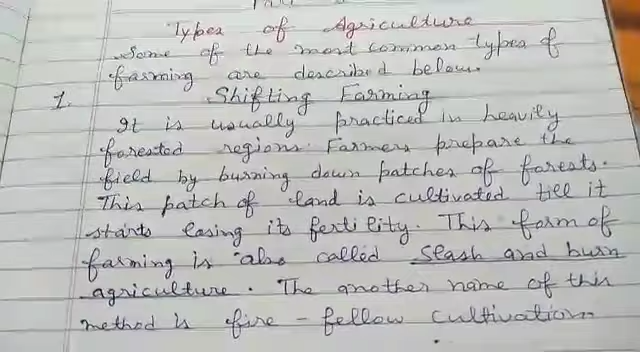 Types of Agriculture
Some of the most common types of
farming are described below.
1. Shifting Farming
It is usually practiced in heavily
forested regions. Farmers prepare the
field by burning down patches of forests.
This patch of land is cultivated till it
starts losing its fertility. This form of
farming is also called slash and burn
agriculture. The another name of this
method is fire - fellow cultivation